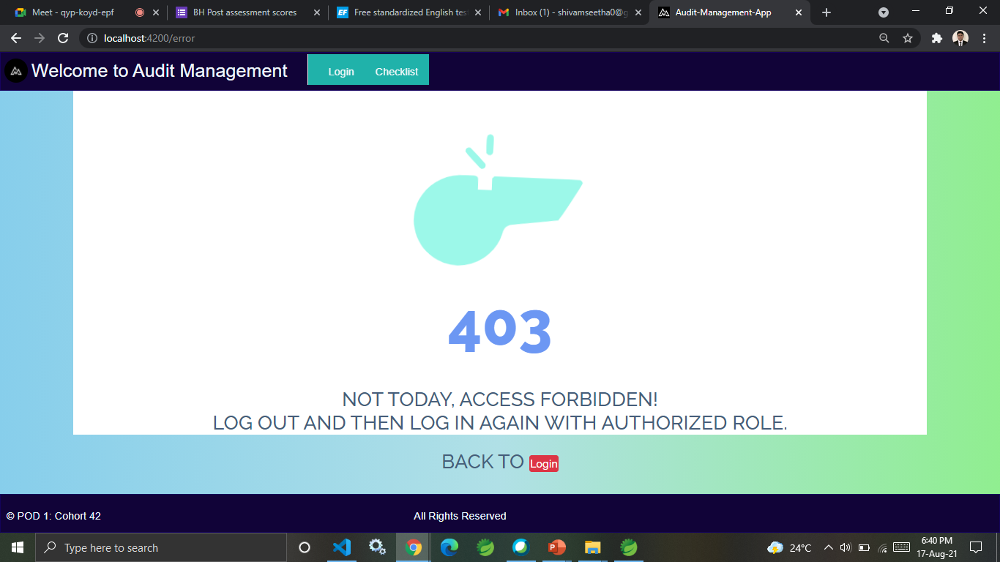 Meet - qyp-koyd-epf
BH Post assessment scores
Free standardized English tes
Inbox (1) - shivamseetha0@g
Audit-Management-App
localhost:4200/error
Welcome to Audit Management
Login
Checklist
403
NOT TODAY, ACCESS FORBIDDEN!
LOG OUT AND THEN LOG IN AGAIN WITH AUTHORIZED ROLE.
BACK TO Login
© POD 1: Cohort 42
All Rights Reserved
Type here to search
24°C
6:40 PM
17-Aug-21